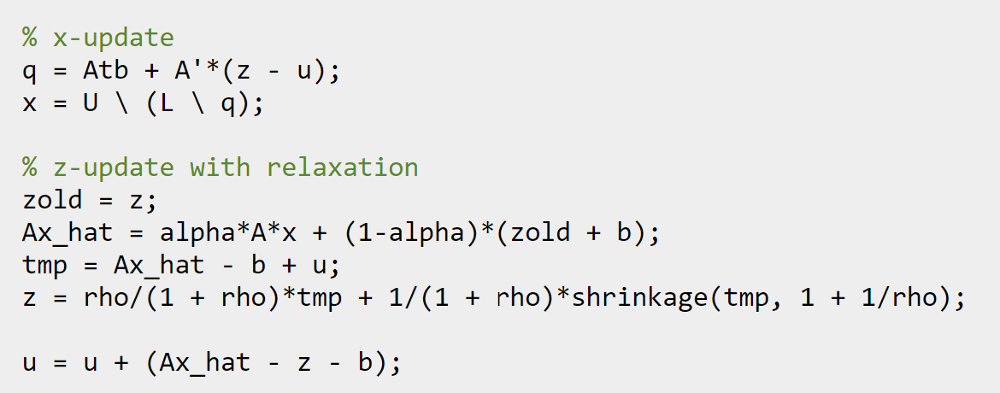 % x-update
q = Atb + A'*(z - u);
x = U \ (L \ q);
% z-update with relaxation
zold = z;
Ax_hat = alpha*A*x + (1-alpha)*(zold + b);
tmp = Ax_hat - b + u;
z = rho/(1 + rho)*tmp + 1/(1 + rho)*shrinkage(tmp, 1 + 1/rho);
u = u + (Ax_hat - z - b);